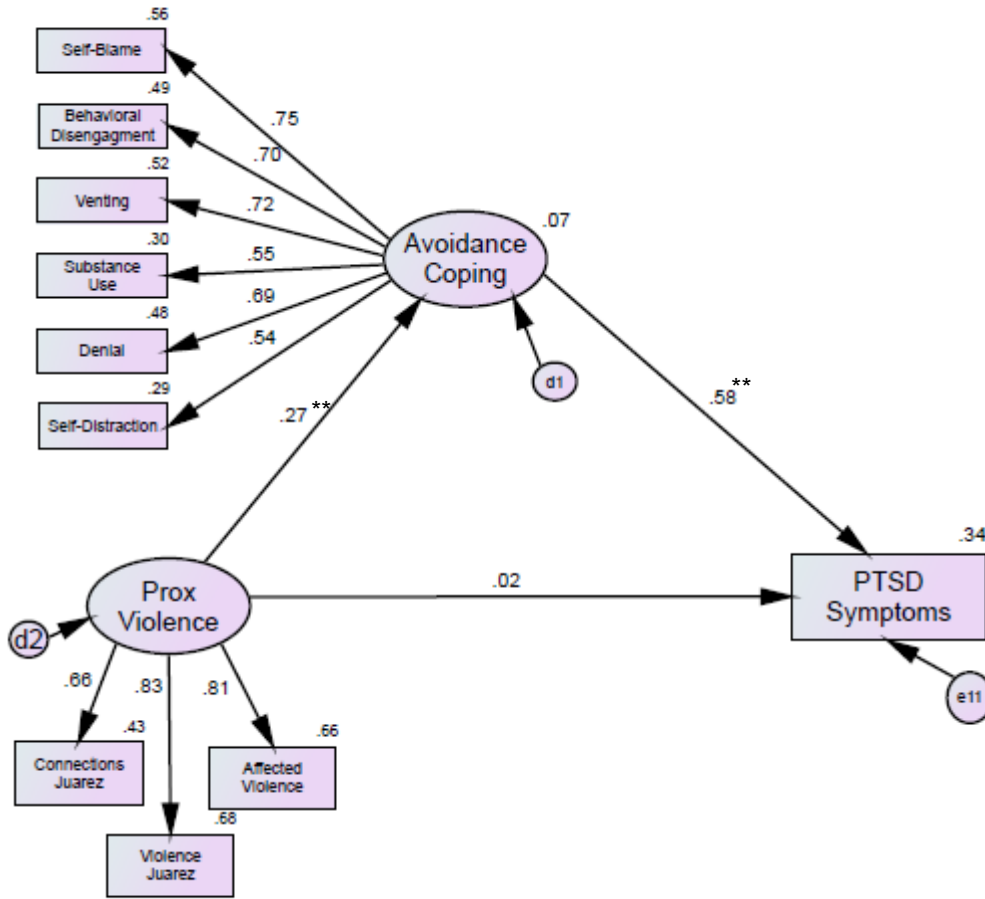 .56
Self-Blame
.49
Behavioral
Disengagment
.75
.70
.52
Venting
.72
.30
Substance
Use
.55
.48
Denial
.69
.29
Self-Distraction
.54
Avoidance
Coping
.07
d1
.27**
.58**
.34
PTSD
Symptoms
e11
.02
Prox
Violence
d2
.66
.83
.81
.43
Connections
Juarez
.66
Affected
Violence
.68
Violence
Juarez